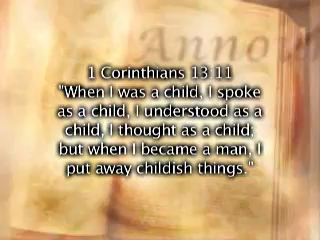 Annou
1 Corinthians 13 11
"When I was a child, I spoke
as a child, I understood as a
child, I thought as a child;
but when I became a man, I
put away childish things."